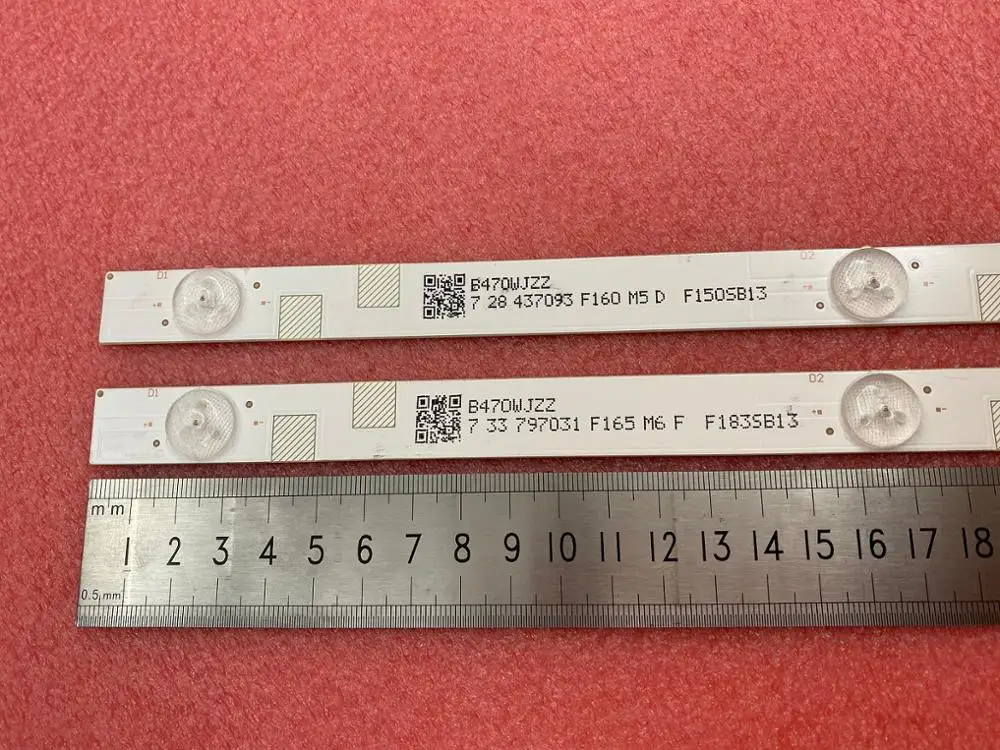 D1
B470WJZZ
7 28 437093 F160 M5 D F150SB13
D2
D1
B470WJZZ
7 33 797031 F165 M6 F F183SB13
D2
mm
1 2 3 4 5 6 7 8 9 10 11 12 13 14 15 16 17 18
0.5mm